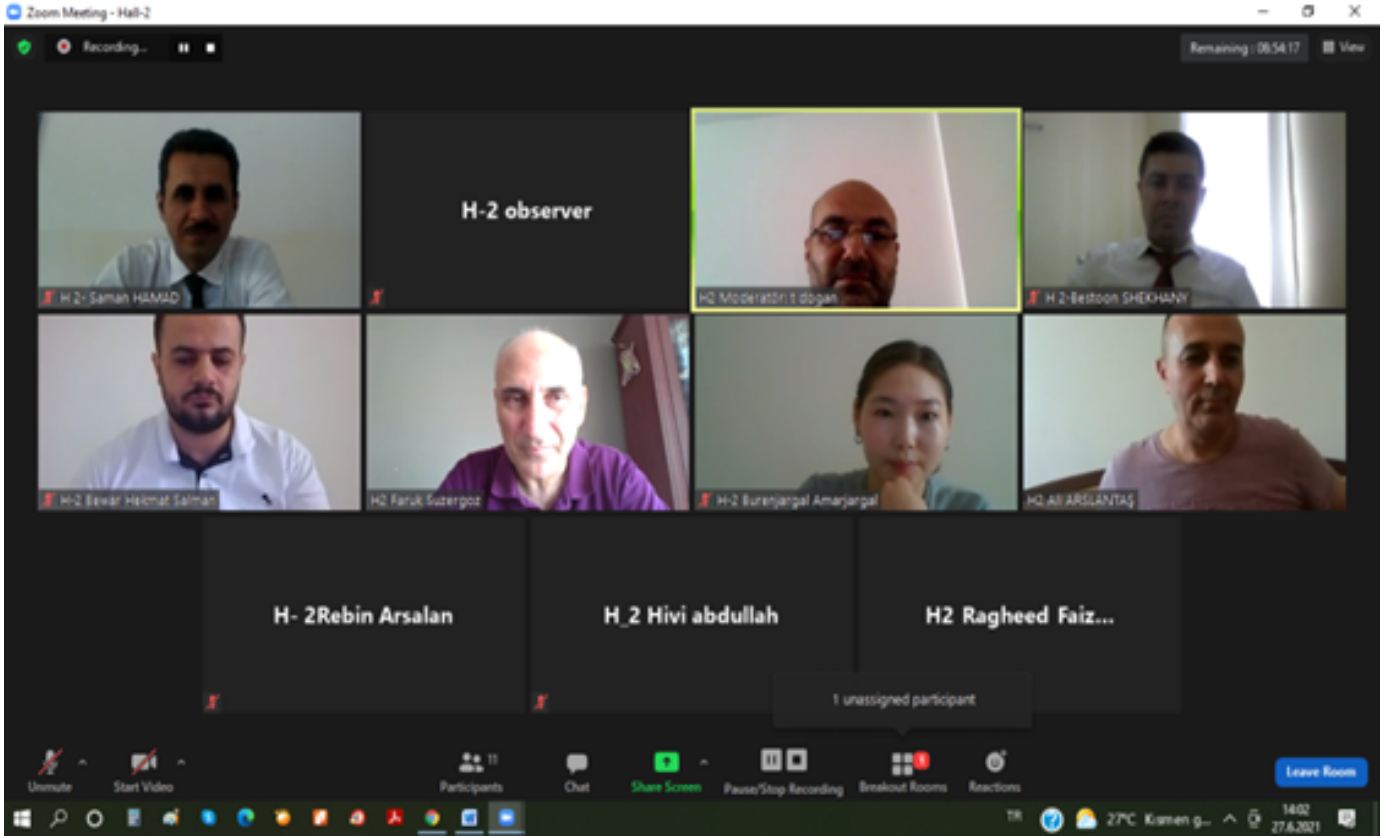 Zoom Meeting - Hall-2
Recording...
Remaining : 06:54:17
View
H 2- Saman HAMAD
H-2 observer
H2 Moderatör: t dogan
H 2-Bestoon SHEKHANY
H-2 Bewar Hekmat Salman
H2 Faruk Suzergoz
H-2 Burenjargal Amarjargal
H2 Ali ARSLANTAŞ
H- 2Rebin Arsalan
H_2 Hivi abdullah
H2 Ragheed Faiz...
1 unassigned participant
Unmute
Start Video
Participants
11
Chat
Share Screen
Pause/Stop Recording
Breakout Rooms
1
Reactions
Leave Room
TR
27°C Kısmen g...
14:02
27.6.2021